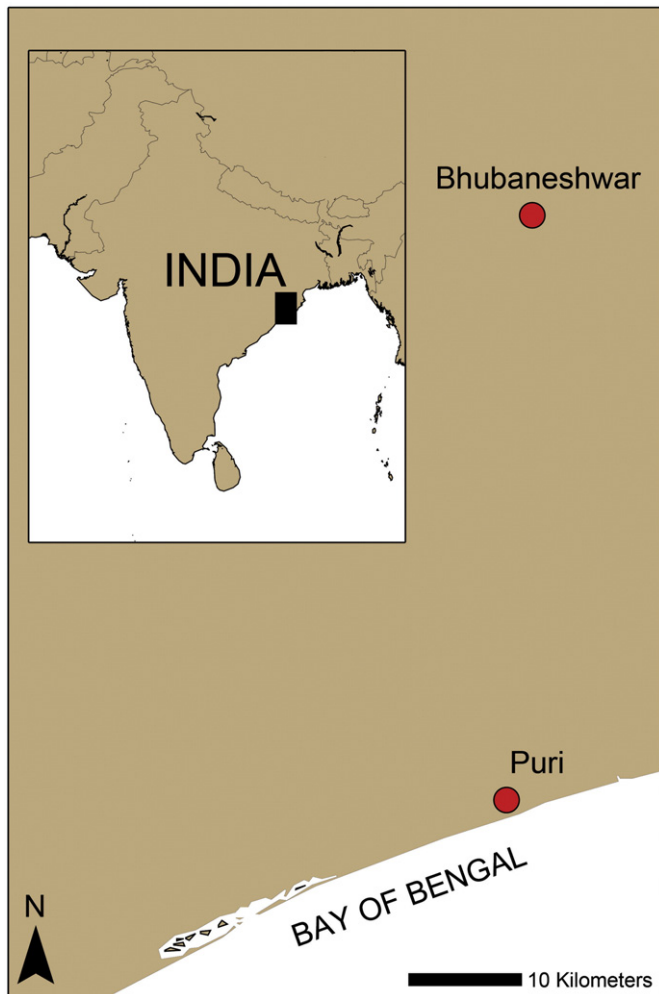 Bhubaneshwar
INDIA
Puri
BAY OF BENGAL
N
10 Kilometers